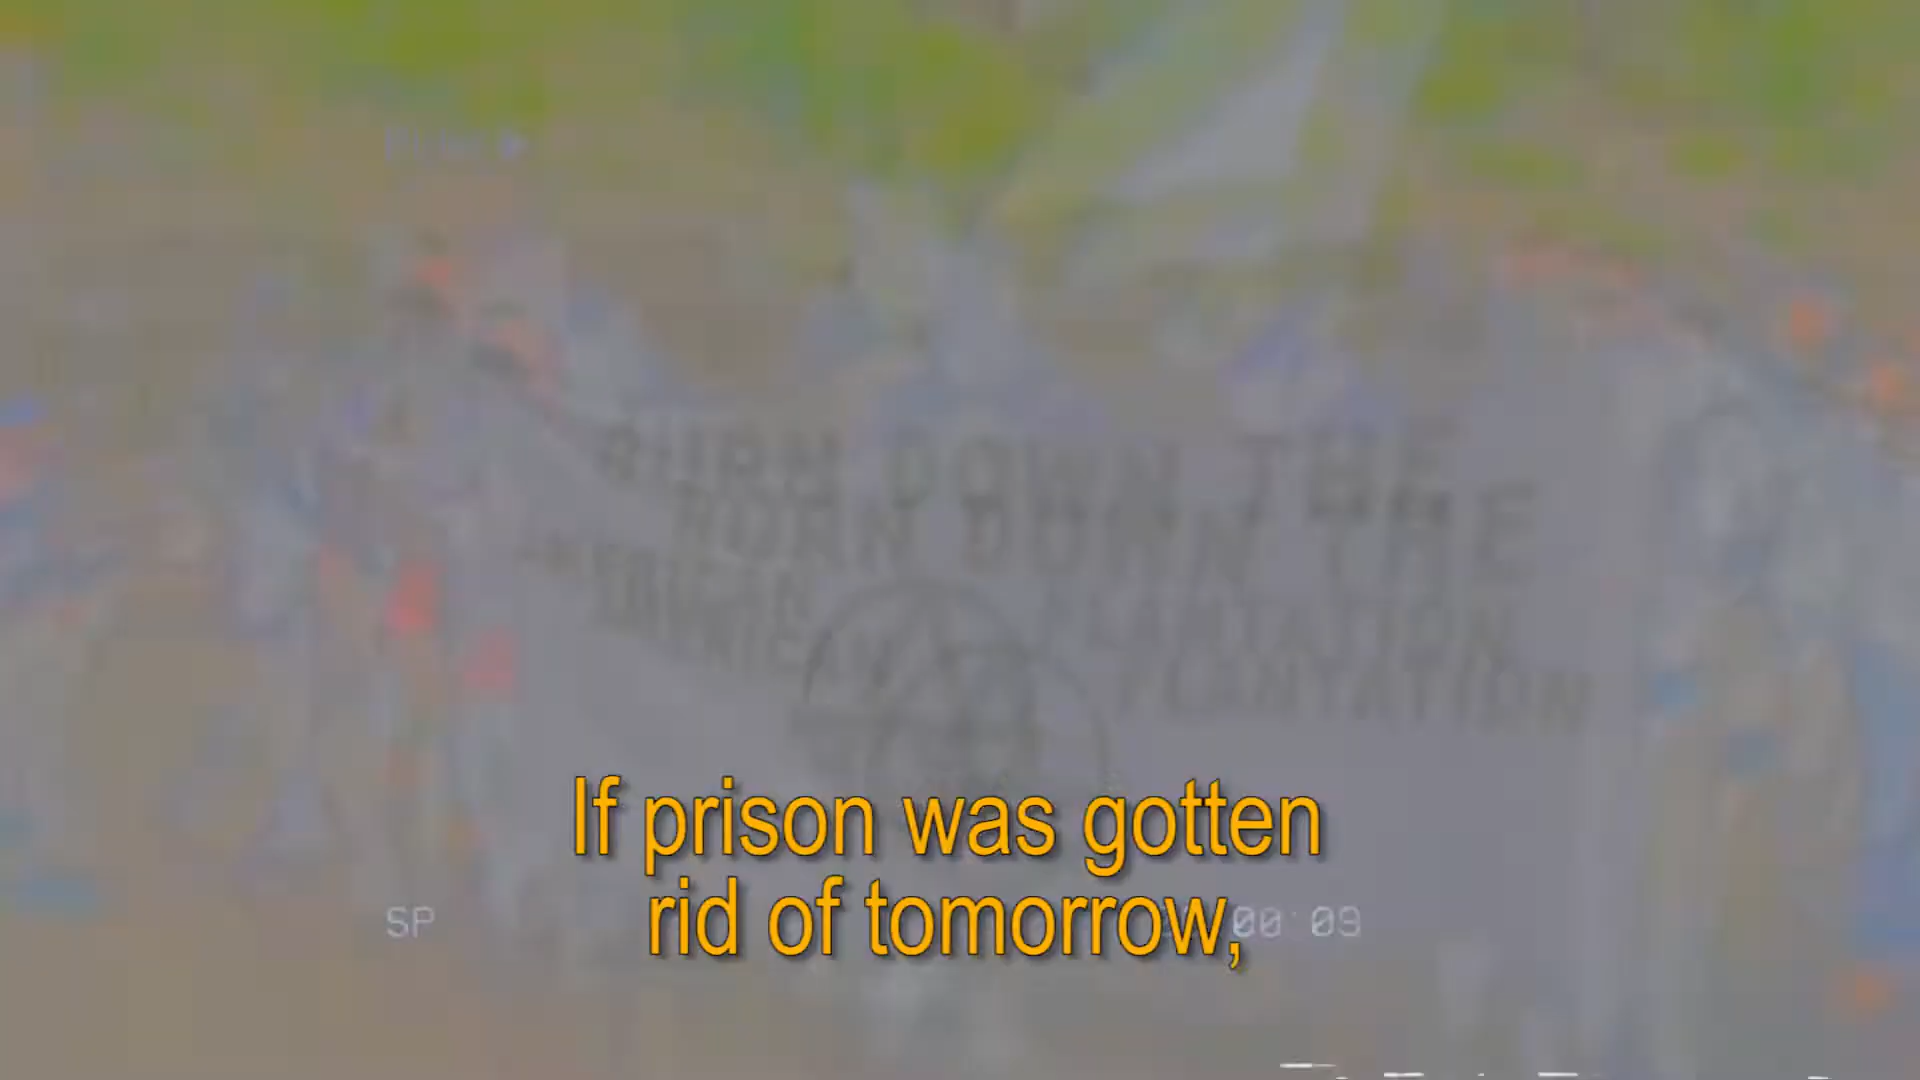 BURN DOWN THE
BURN DOWN THE
AMERICAN PLANTATION
AMERICAN PLANTATION
If prison was gotten
rid of tomorrow,
SP
00:09